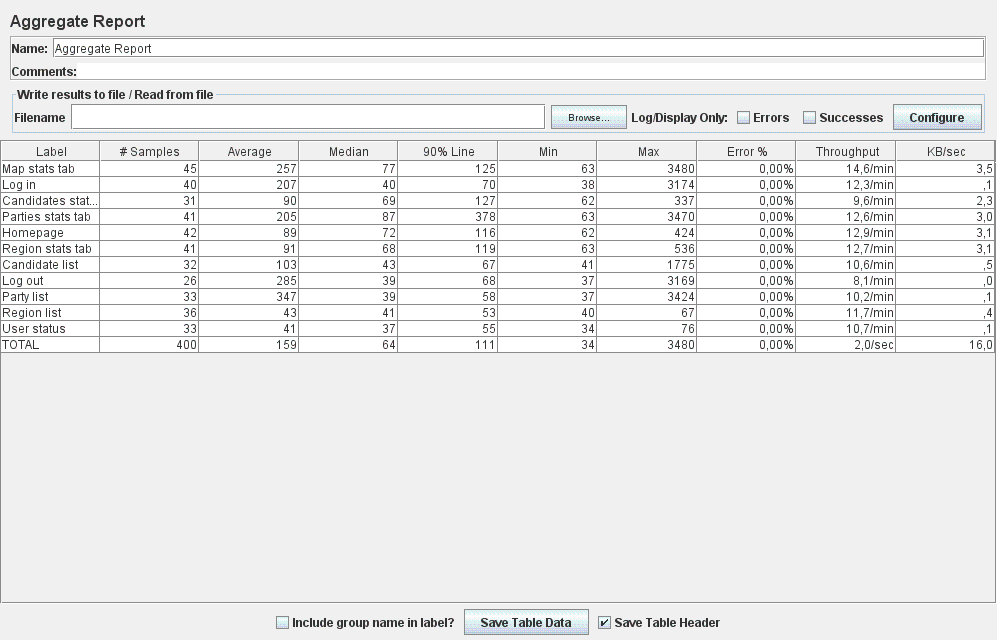 Aggregate Report
Name: Aggregate Report
Comments:
Write results to file / Read from file
Filename Browse... Log/Display Only: Errors Successes Configure
Label # Samples Average Median 90% Line Min Max Error % Throughput KB/sec
Map stats tab 45 257 77 125 63 3480 0,00% 14,6/min 3,5
Log in 40 207 40 70 38 3174 0,00% 12,3/min ,1
Candidates stat... 31 90 69 127 62 337 0,00% 9,6/min 2,3
Parties stats tab 41 205 87 378 63 3470 0,00% 12,6/min 3,0
Homepage 42 89 72 116 62 424 0,00% 12,9/min 3,1
Region stats tab 41 91 68 119 63 536 0,00% 12,7/min 3,1
Candidate list 32 103 43 67 41 1775 0,00% 10,6/min ,5
Log out 26 285 39 68 37 3169 0,00% 8,1/min ,0
Party list 33 347 39 58 37 3424 0,00% 10,2/min ,1
Region list 36 43 41 53 40 67 0,00% 11,7/min ,4
User status 33 41 37 55 34 76 0,00% 10,7/min ,1
TOTAL 400 159 64 111 34 3480 0,00% 2,0/sec 16,0
Include group name in label? Save Table Data Save Table Header